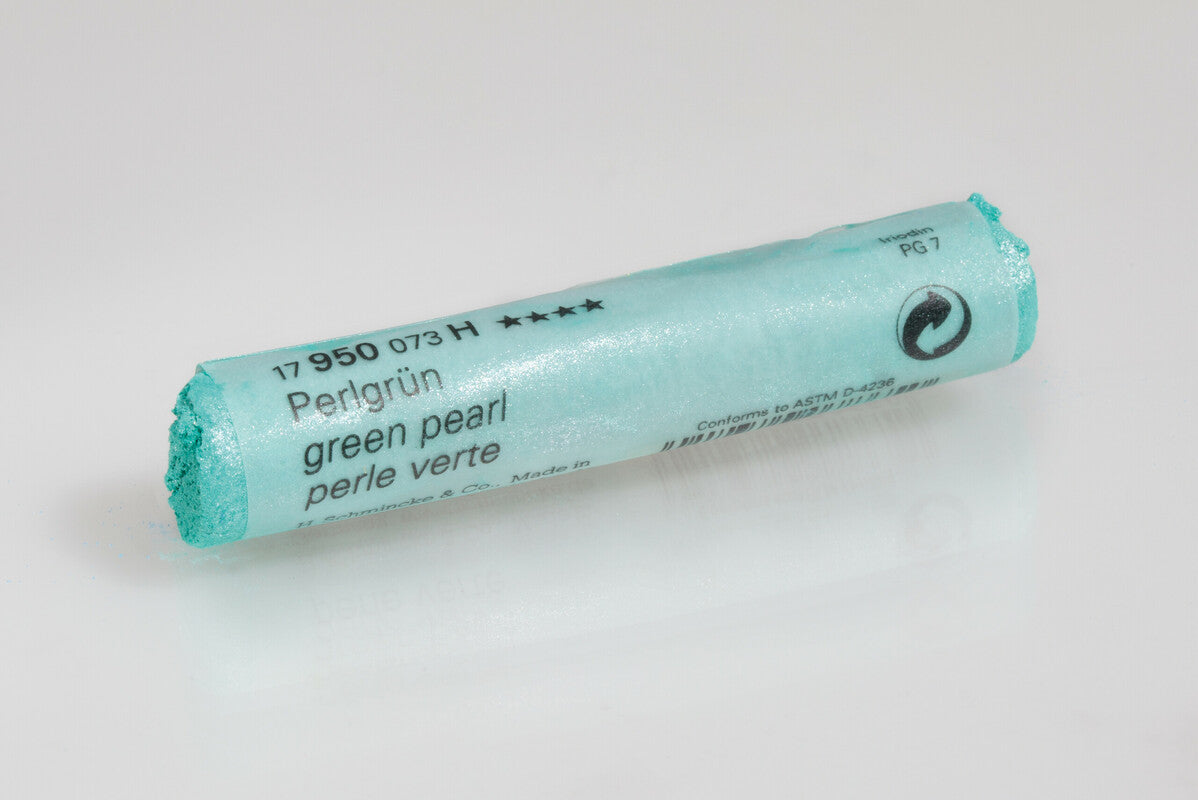 17 950 073 H ★★★★
Perlgrün
green pearl
perle verte
H. Schmincke & Co., Made in
Iriodin
PG 7
Conforms to ASTM D-4236